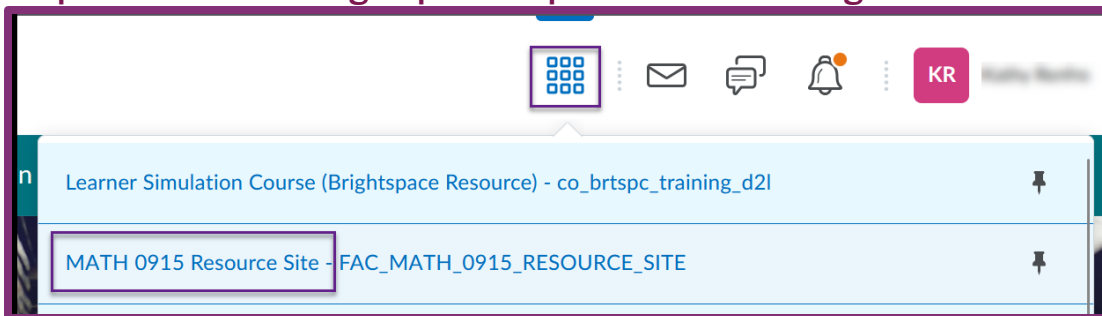 KR
n
Learner Simulation Course (Brightspace Resource) - co_brtspc_training_d2l
MATH 0915 Resource Site - FAC_MATH_0915_RESOURCE_SITE